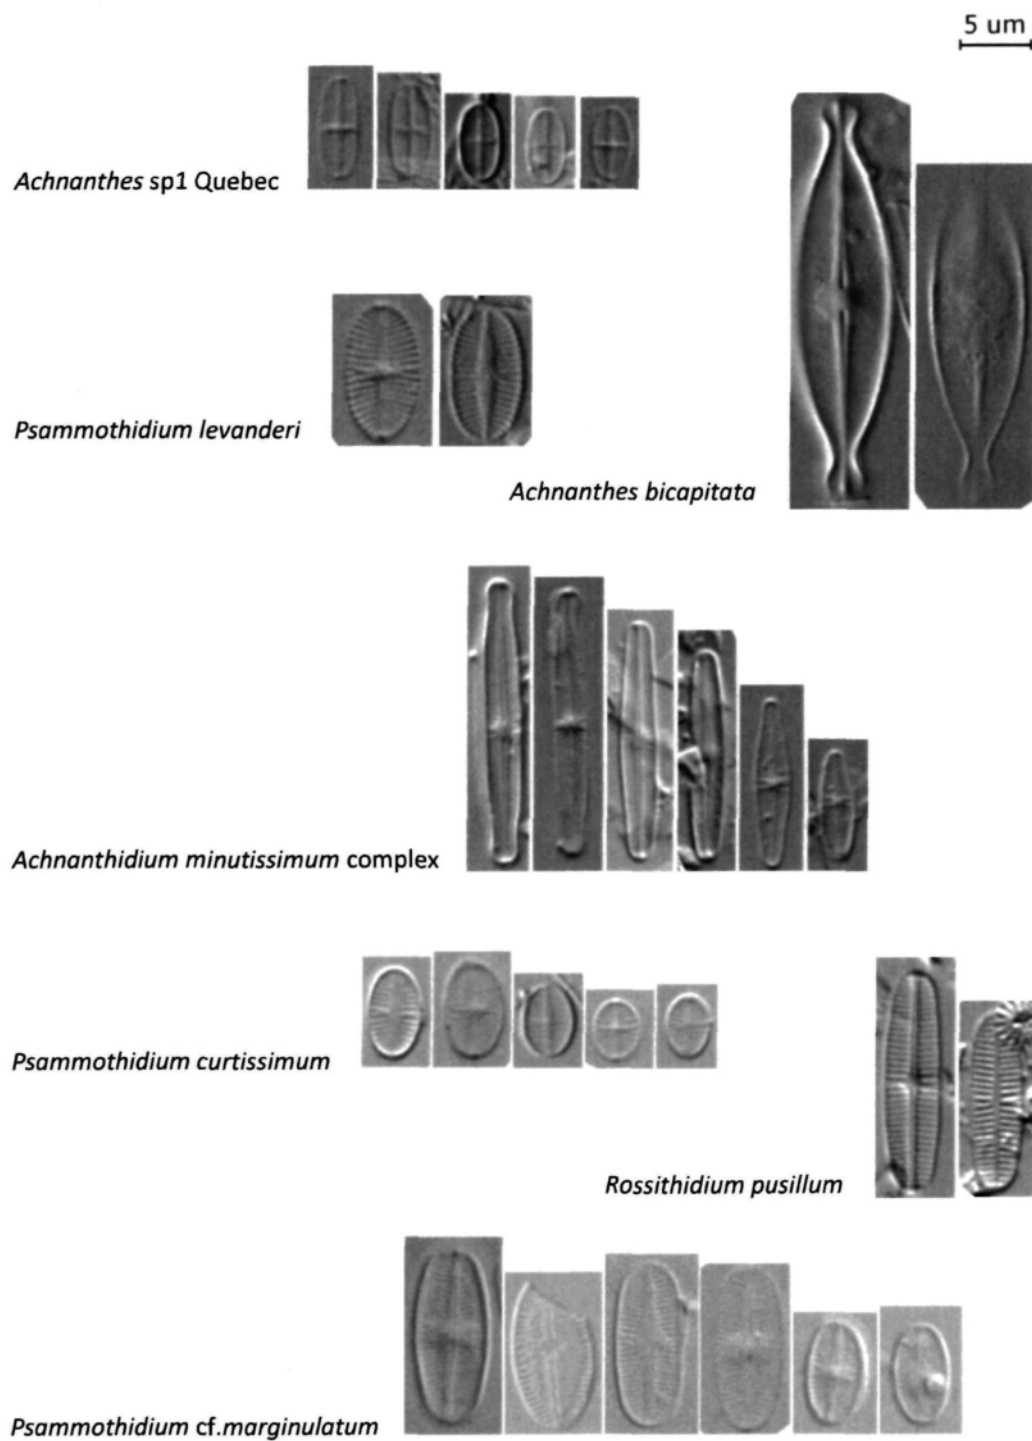 5 um
Achnanthes sp1 Quebec
Psammothidium levanderi
Achnanthes bicapitata
Achnanthidium minutissimum complex
Psammothidium curtissimum
Rossithidium pusillum
Psammothidium cf.marginulatum